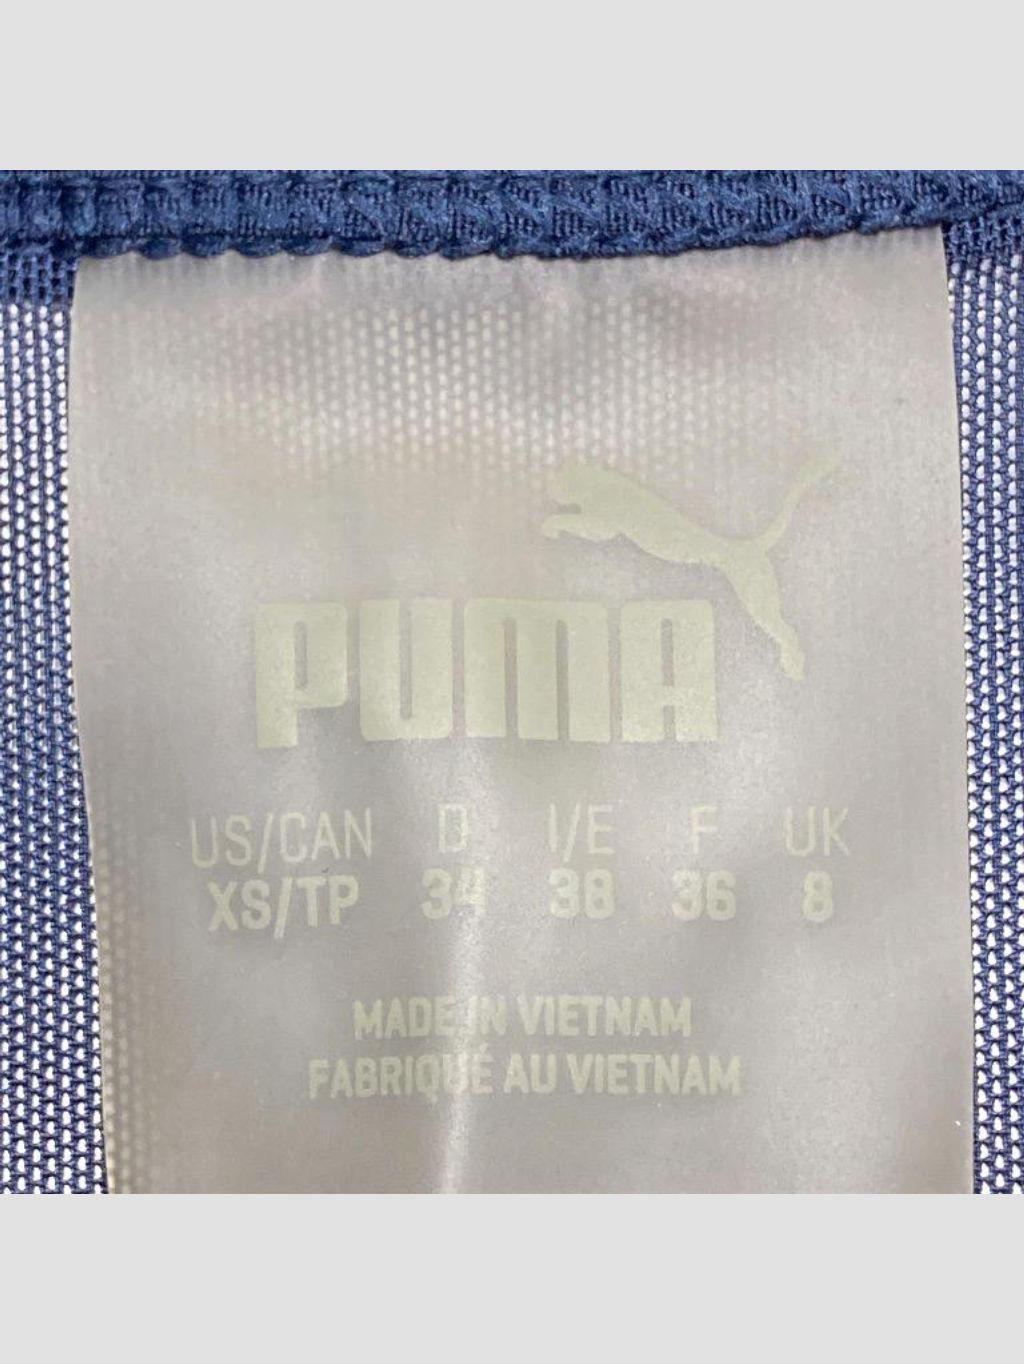 PUMA
US/CAN D I/E F UK
XS/TP 34 38 36 8
MADE IN VIETNAM
FABRIQUÉ AU VIETNAM